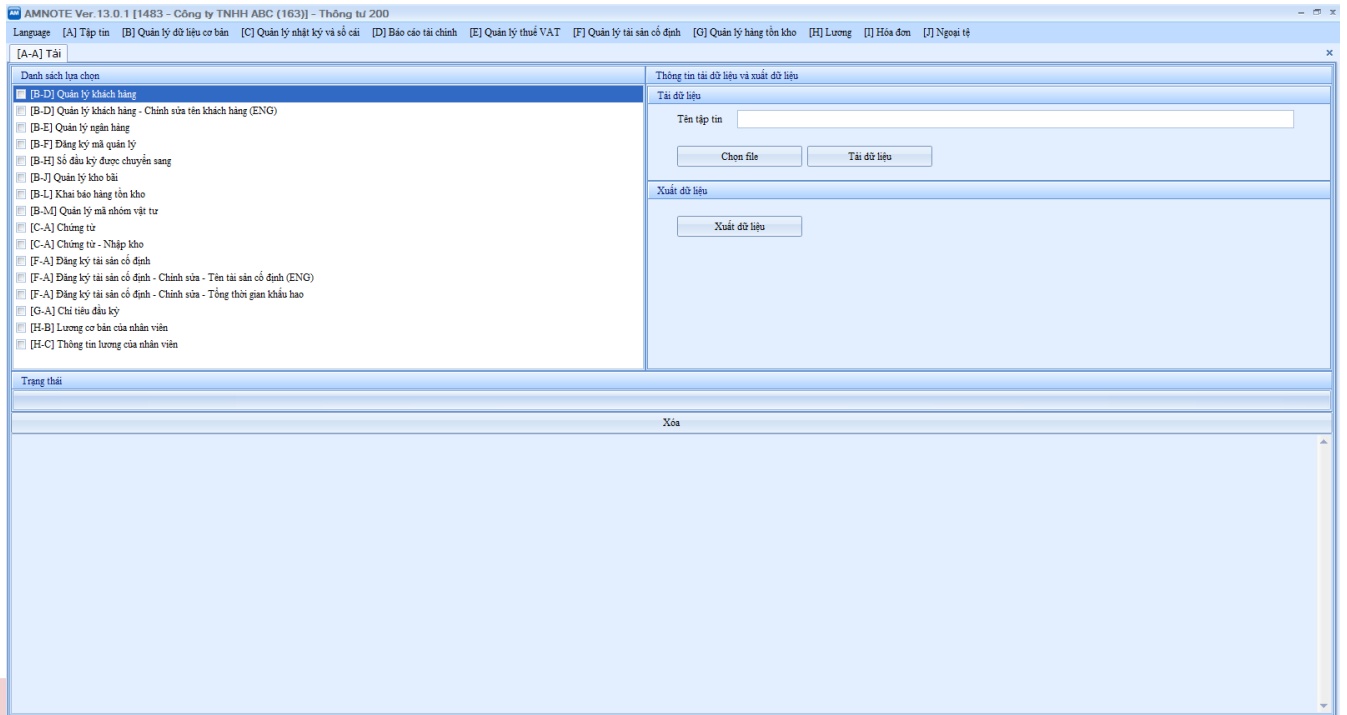 AMNOTE Ver.13.0.1 [1483 - Công ty TNHH ABC (163)] - Thông tư 200
Language [A] Tập tin [B] Quản lý dữ liệu cơ bản [C] Quản lý nhật ký và sổ cái [D] Báo cáo tài chính [E] Quản lý thuế VAT [F] Quản lý tài sản cố định [G] Quản lý hàng tồn kho [H] Lương [I] Hóa đơn [J] Ngoại tệ
[A-A] Tải
Danh sách lựa chọn
[B-D] Quản lý khách hàng
[B-D] Quản lý khách hàng - Chỉnh sửa tên khách hàng (ENG)
[B-E] Quản lý ngân hàng
[B-F] Đăng ký mã quản lý
[B-H] Số đầu kỳ được chuyển sang
[B-J] Quản lý kho bãi
[B-L] Khai báo hàng tồn kho
[B-M] Quản lý mã nhóm vật tư
[C-A] Chứng từ
[C-A] Chứng từ - Nhập kho
[F-A] Đăng ký tài sản cố định
[F-A] Đăng ký tài sản cố định - Chỉnh sửa - Tên tài sản cố định (ENG)
[F-A] Đăng ký tài sản cố định - Chỉnh sửa - Tổng thời gian khấu hao
[G-A] Chỉ tiêu đầu kỳ
[H-B] Lương cơ bản của nhân viên
[H-C] Thông tin lương của nhân viên
Thông tin tải dữ liệu và xuất dữ liệu
Tải dữ liệu
Tên tập tin
Chọn file Tải dữ liệu
Xuất dữ liệu
Xuất dữ liệu
Trạng thái
Xóa